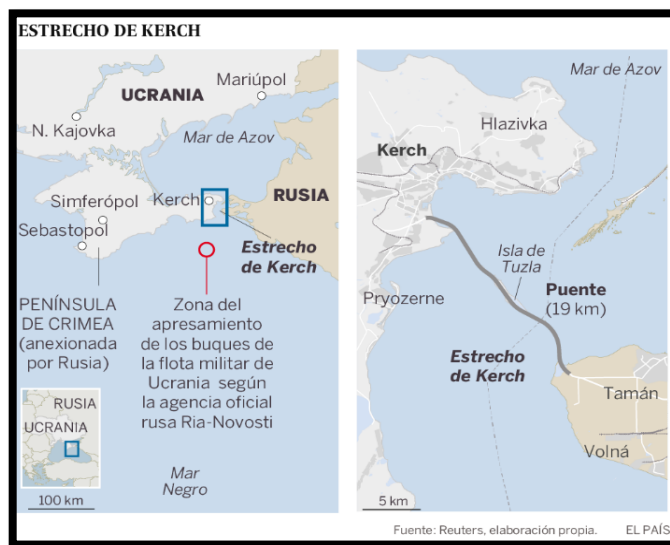 ESTRECHO DE KERCH
Mariúpol
UCRANIA
N. Kajovka
Mar de Azov
RUSIA
Kerch
Simferópol
Sebastopol
Estrecho
de Kerch
PENÍNSULA
DE CRIMEA
(anexionada
por Rusia)
Zona del
apresamiento
de los buques de
la flota militar de
Ucrania según
la agencia oficial
rusa Ria-Novosti
RUSIA
UCRANIA
Mar
Negro
100 km
Mar de Azov
Hlazivka
Kerch
Isla de
Tuzla
Puente
(19 km)
Pryozerne
Estrecho
de Kerch
Tamán
Volná
5 km
Fuente: Reuters, elaboración propia.
EL PAÍS